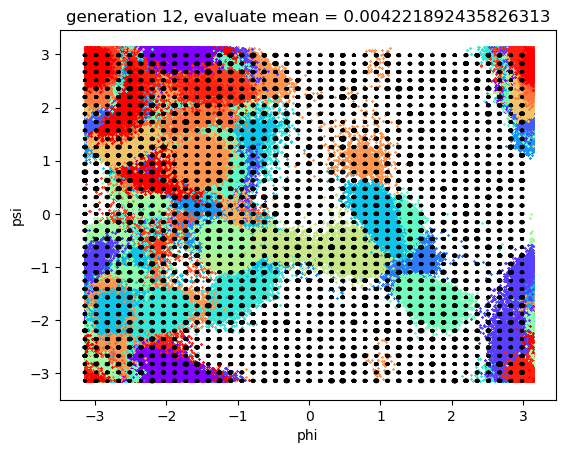 generation 12, evaluate mean = 0.004221892435826313
3
2
1
0
−1
−2
−3
psi
−3 −2 −1 0 1 2 3
phi